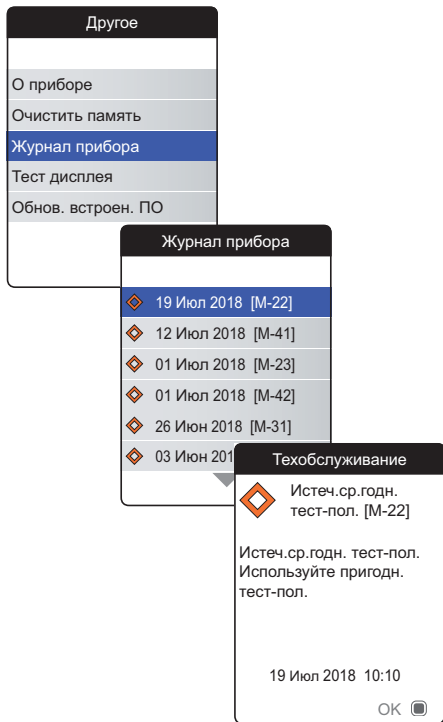 Другое
О приборе
Очистить память
Журнал прибора
Тест дисплея
Обнов. встроен. ПО
Журнал прибора
19 Июл 2018 [M-22]
12 Июл 2018 [M-41]
01 Июл 2018 [M-23]
01 Июл 2018 [M-42]
26 Июн 2018 [M-31]
03 Июн 201
Техобслуживание
Истеч.ср.годн.
тест-пол. [M-22]
Истеч.ср.годн. тест-пол.
Используйте пригодн.
тест-пол.
19 Июл 2018 10:10
OK